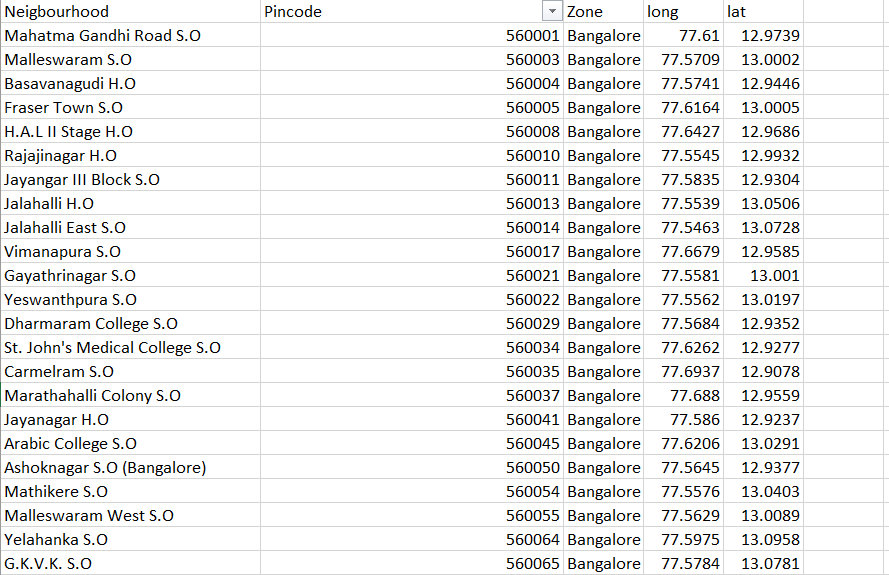 Neigbourhood Pincode Zone long lat
Mahatma Gandhi Road S.O 560001 Bangalore 77.61 12.9739
Malleswaram S.O 560003 Bangalore 77.5709 13.0002
Basavanagudi H.O 560004 Bangalore 77.5741 12.9446
Fraser Town S.O 560005 Bangalore 77.6164 13.0005
H.A.L II Stage H.O 560008 Bangalore 77.6427 12.9686
Rajajinagar H.O 560010 Bangalore 77.5545 12.9932
Jayangar III Block S.O 560011 Bangalore 77.5835 12.9304
Jalahalli H.O 560013 Bangalore 77.5539 13.0506
Jalahalli East S.O 560014 Bangalore 77.5463 13.0728
Vimanapura S.O 560017 Bangalore 77.6679 12.9585
Gayathrinagar S.O 560021 Bangalore 77.5581 13.001
Yeswanthpura S.O 560022 Bangalore 77.5562 13.0197
Dharmaram College S.O 560029 Bangalore 77.5684 12.9352
St. John's Medical College S.O 560034 Bangalore 77.6262 12.9277
Carmelram S.O 560035 Bangalore 77.6937 12.9078
Marathahalli Colony S.O 560037 Bangalore 77.688 12.9559
Jayanagar H.O 560041 Bangalore 77.586 12.9237
Arabic College S.O 560045 Bangalore 77.6206 13.0291
Ashoknagar S.O (Bangalore) 560050 Bangalore 77.5645 12.9377
Mathikere S.O 560054 Bangalore 77.5576 13.0403
Malleswaram West S.O 560055 Bangalore 77.5629 13.0089
Yelahanka S.O 560064 Bangalore 77.5975 13.0958
G.K.V.K. S.O 560065 Bangalore 77.5784 13.0781